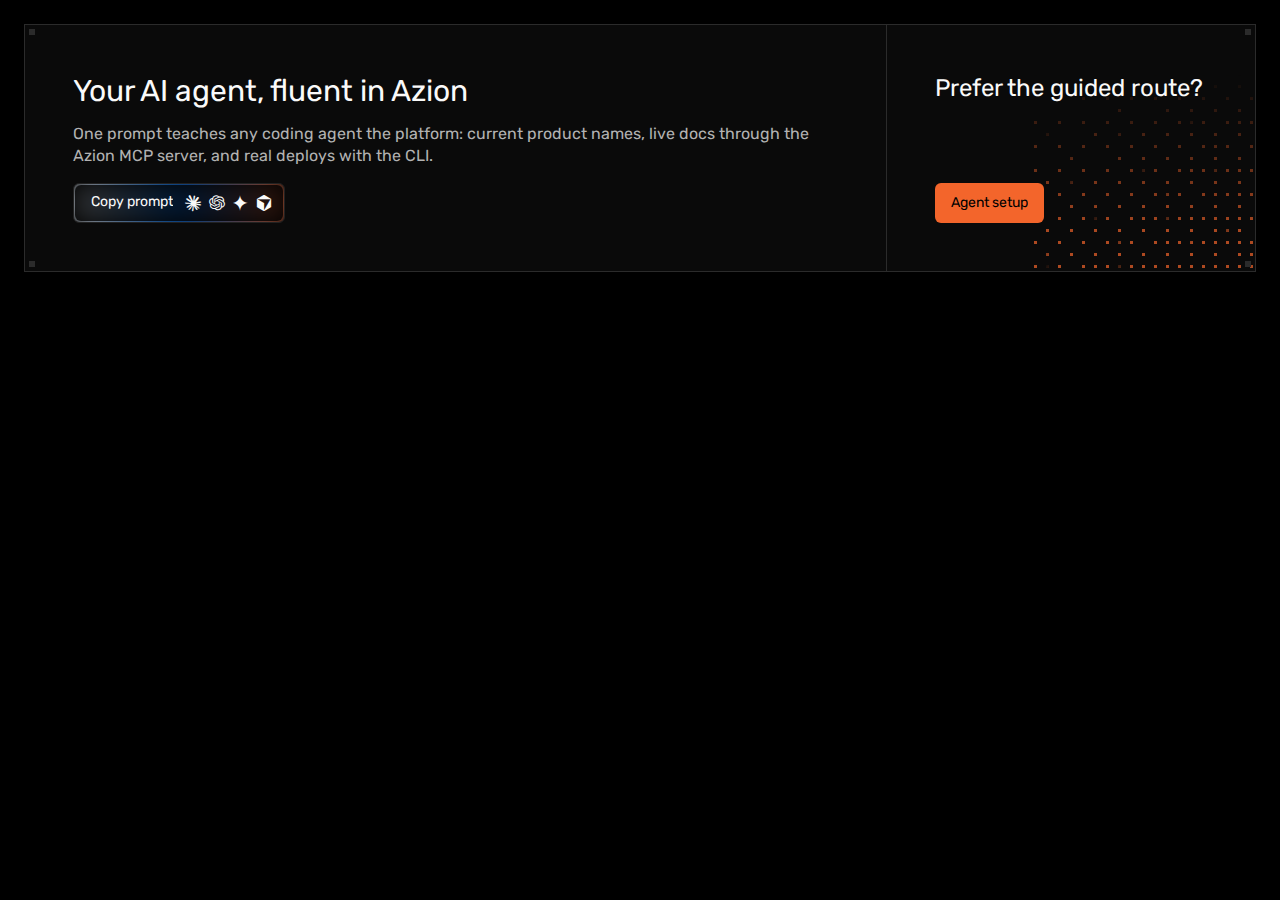 Your AI agent, fluent in Azion
One prompt teaches any coding agent the platform: current product names, live docs through the
Azion MCP server, and real deploys with the CLI.
Copy prompt
Prefer the guided route?
Agent setup